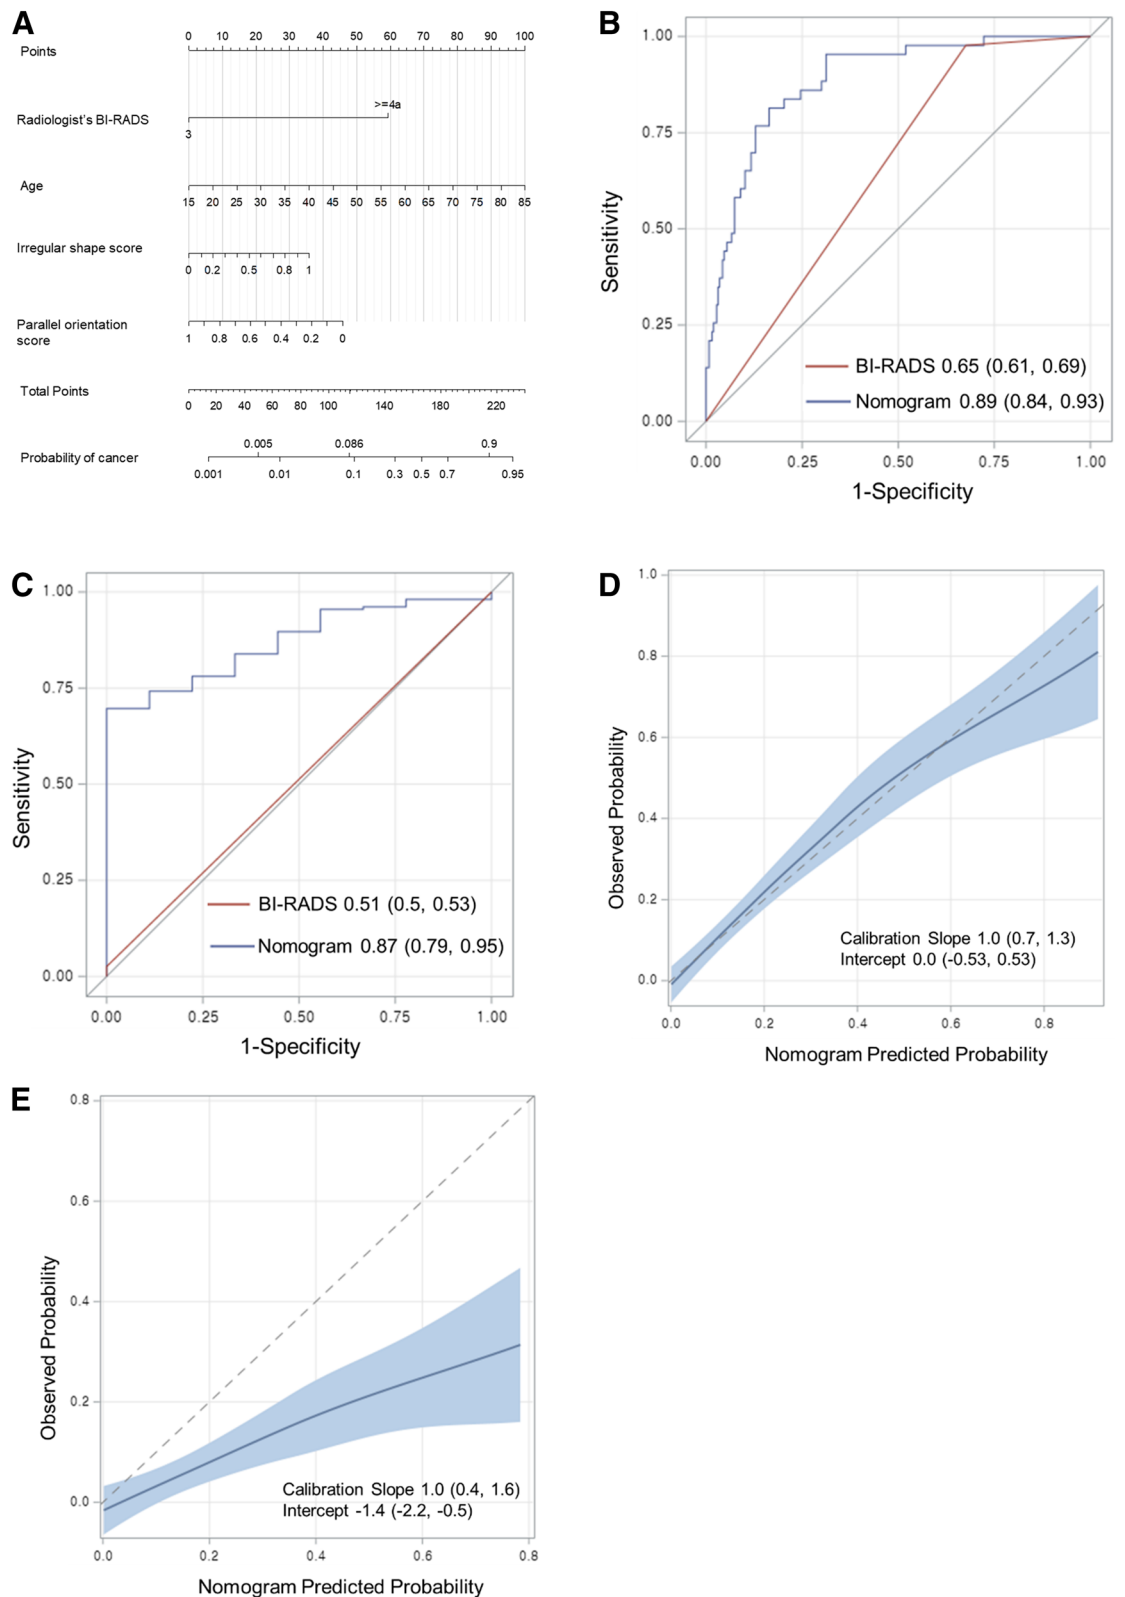 A
0 10 20 30 40 50 60 70 80 90 100
Points
>=4a
Radiologist's BI-RADS
3
Age
15 20 25 30 35 40 45 50 55 60 65 70 75 80 85
Irregular shape score
0 0.2 0.5 0.8 1
Parallel orientation
score
1 0.8 0.6 0.4 0.2 0
Total Points
0 20 40 60 80 100 140 180 220
0.005 0.086 0.9
Probability of cancer
0.001 0.01 0.1 0.3 0.5 0.7 0.95
B
1.00
0.75
0.50
0.25
0.00
Sensitivity
BI-RADS 0.65 (0.61, 0.69)
Nomogram 0.89 (0.84, 0.93)
0.00 0.25 0.50 0.75 1.00
1-Specificity
C
1.00
0.75
0.50
0.25
0.00
Sensitivity
BI-RADS 0.51 (0.5, 0.53)
Nomogram 0.87 (0.79, 0.95)
0.00 0.25 0.50 0.75 1.00
1-Specificity
D
1.0
0.8
0.6
0.4
0.2
0.0
Observed Probability
Calibration Slope 1.0 (0.7, 1.3)
Intercept 0.0 (-0.53, 0.53)
0.0 0.2 0.4 0.6 0.8
Nomogram Predicted Probability
E
0.8
0.6
0.4
0.2
0.0
Observed Probability
Calibration Slope 1.0 (0.4, 1.6)
Intercept -1.4 (-2.2, -0.5)
0.0 0.2 0.4 0.6 0.8
Nomogram Predicted Probability